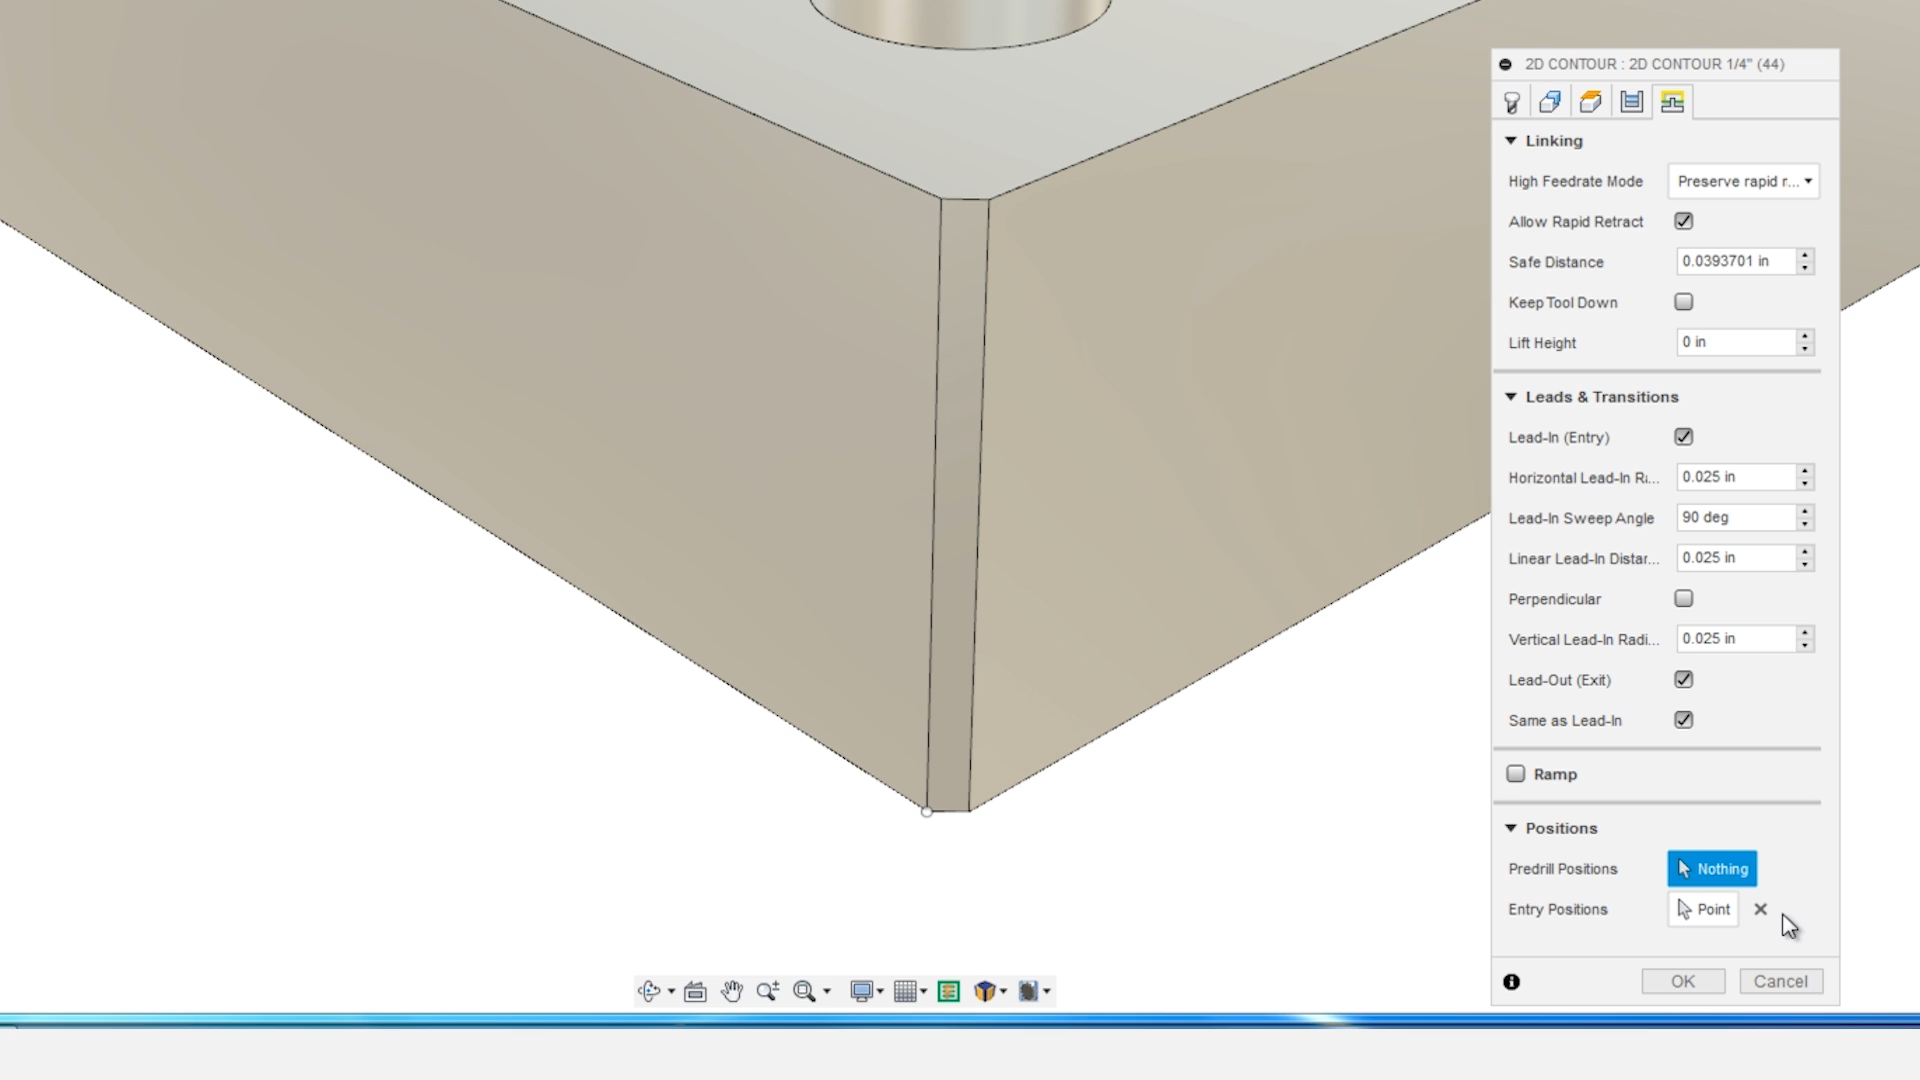 2D CONTOUR : 2D CONTOUR 1/4" (44)
Linking
High Feedrate Mode Preserve rapid r...
Allow Rapid Retract
Safe Distance 0.0393701 in
Keep Tool Down
Lift Height 0 in
Leads & Transitions
Lead-In (Entry)
Horizontal Lead-In Ra... 0.025 in
Lead-In Sweep Angle 90 deg
Linear Lead-In Distan... 0.025 in
Perpendicular
Vertical Lead-In Radi... 0.025 in
Lead-Out (Exit)
Same as Lead-In
Ramp
Positions
Predrill Positions Nothing
Entry Positions Point
OK Cancel